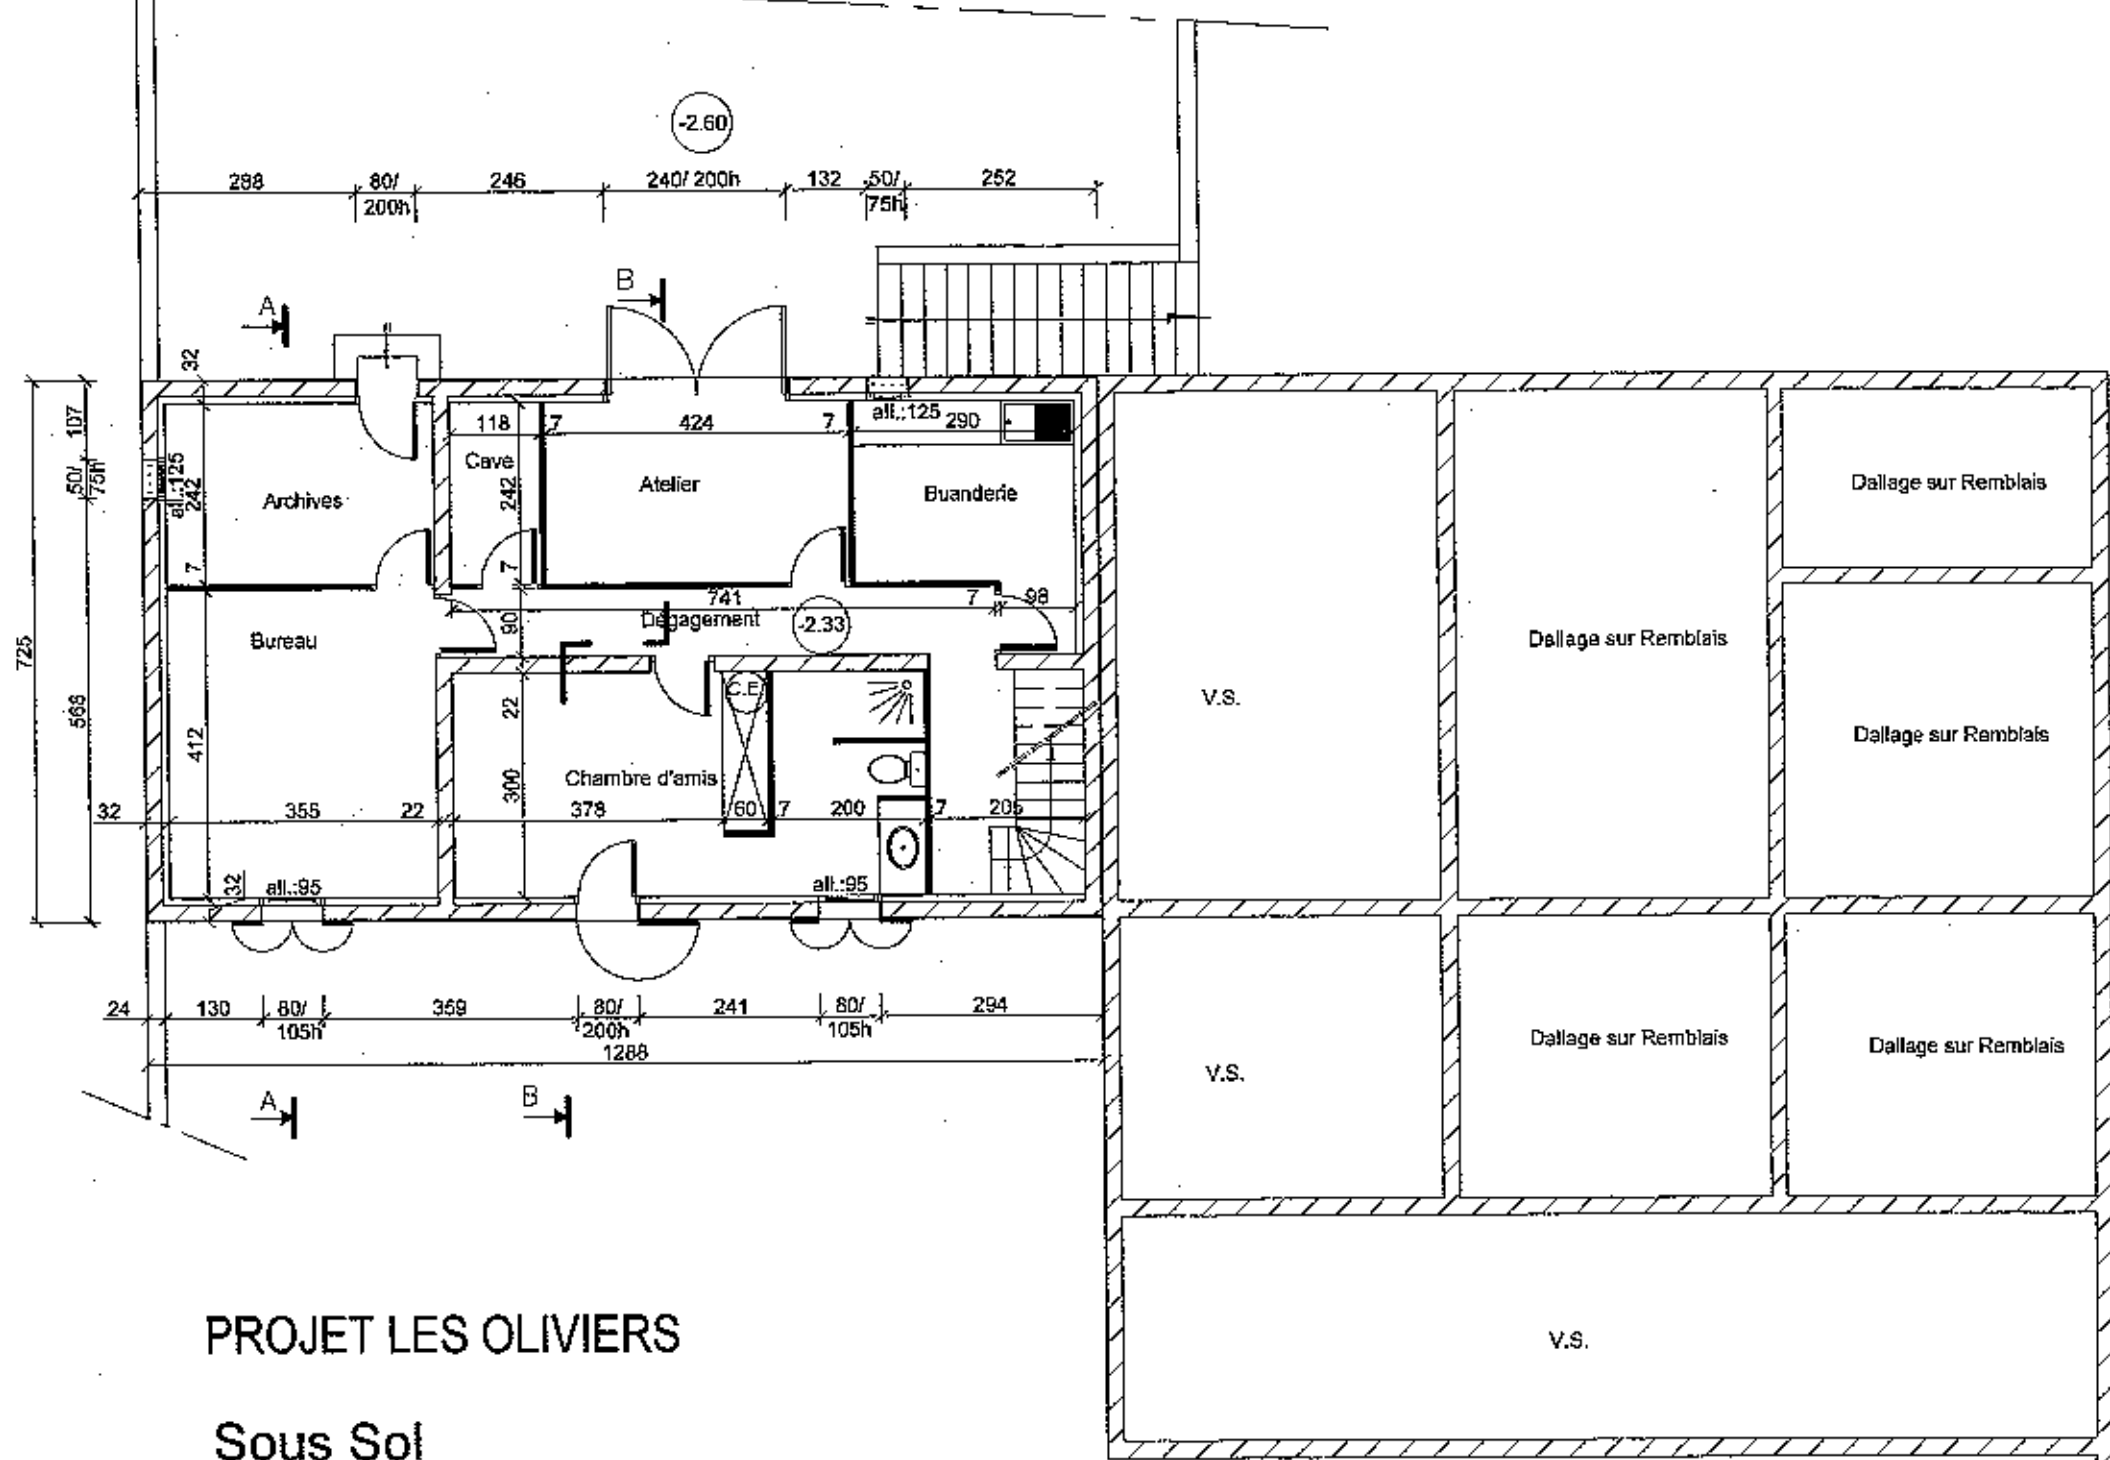 -2.60
288 80/ 246 240/ 200h 132 50/ 252
200h 75h
A B
32
107
50/
75h
all.:125
242
7
725
568
412
32
118 7 424 7 all.:125 290
Cave
242
Atelier
Buanderie
Archives
7
741 7 98
Dégagement
-2.33
90
Bureau
22
C.E
Chambre d'amis
300
32 355 22 378 60 7 200 7 205
32
all.:95 all.:95
24 130 80/ 359 80/ 241 80/ 294
105h 200h 105h
1288
A B
V.S.
Dallage sur Remblais
Dallage sur Remblais
Dallage sur Remblais
V.S.
Dallage sur Remblais
Dallage sur Remblais
V.S.
PROJET LES OLIVIERS
Sous Sol